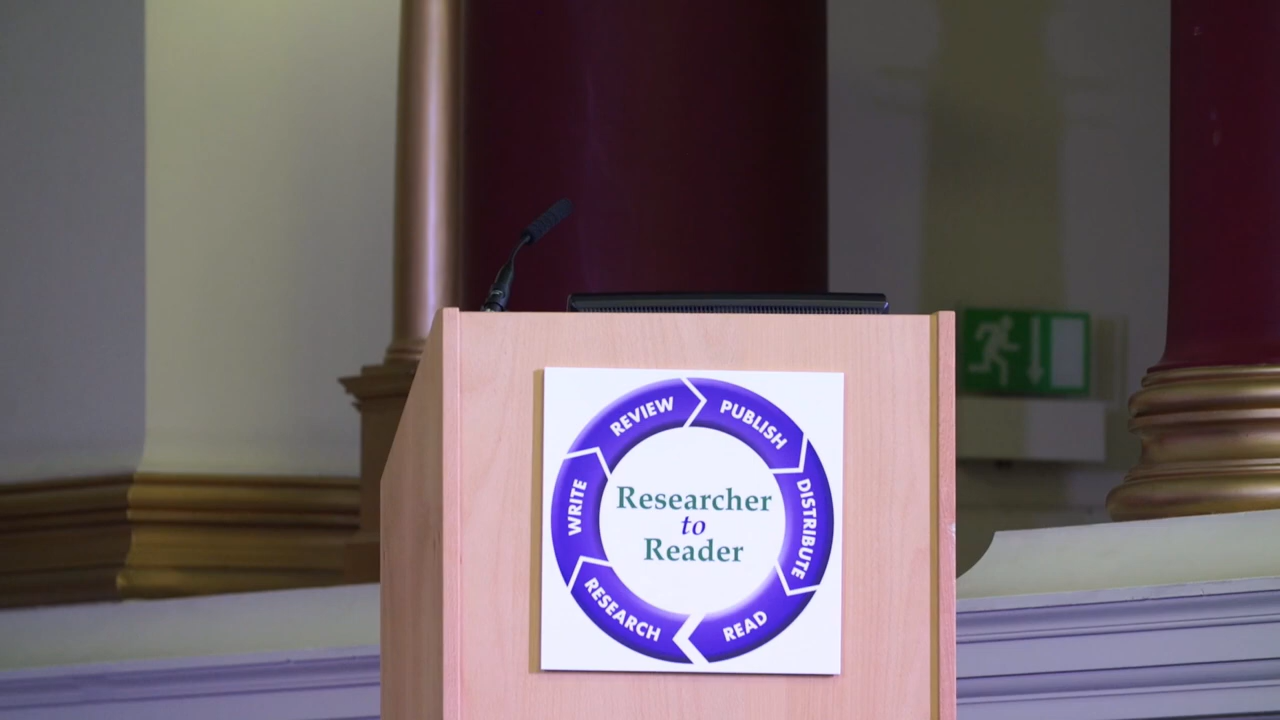 REVIEW
PUBLISH
DISTRIBUTE
READ
RESEARCH
WRITE
Researcher
to
Reader